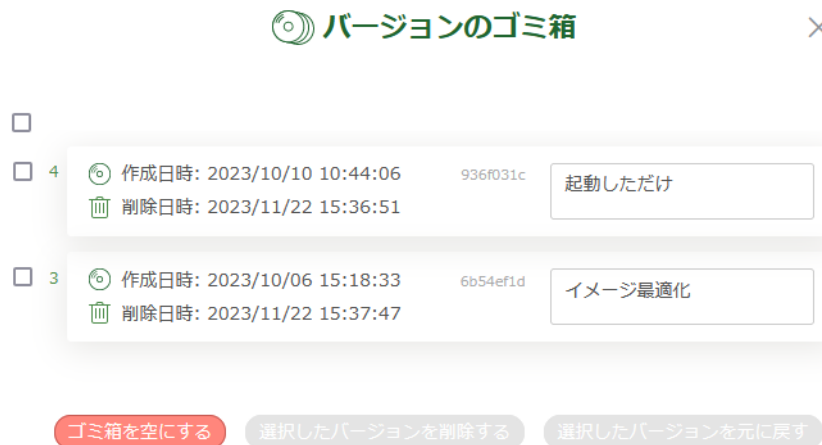 バージョンのゴミ箱
4
作成日時: 2023/10/10 10:44:06
936f031c
起動しただけ
削除日時: 2023/11/22 15:36:51
3
作成日時: 2023/10/06 15:18:33
6b54ef1d
イメージ最適化
削除日時: 2023/11/22 15:37:47
ゴミ箱を空にする
選択したバージョンを削除する
選択したバージョンを元に戻す